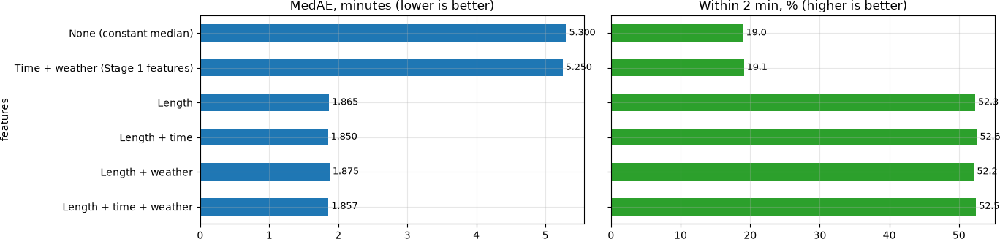 MedAE, minutes (lower is better)
Within 2 min, % (higher is better)
features
None (constant median)
5.300
19.0
Time + weather (Stage 1 features)
5.250
19.1
Length
1.865
52.3
Length + time
1.850
52.6
Length + weather
1.875
52.2
Length + time + weather
1.857
52.5
0 1 2 3 4 5
0 10 20 30 40 50